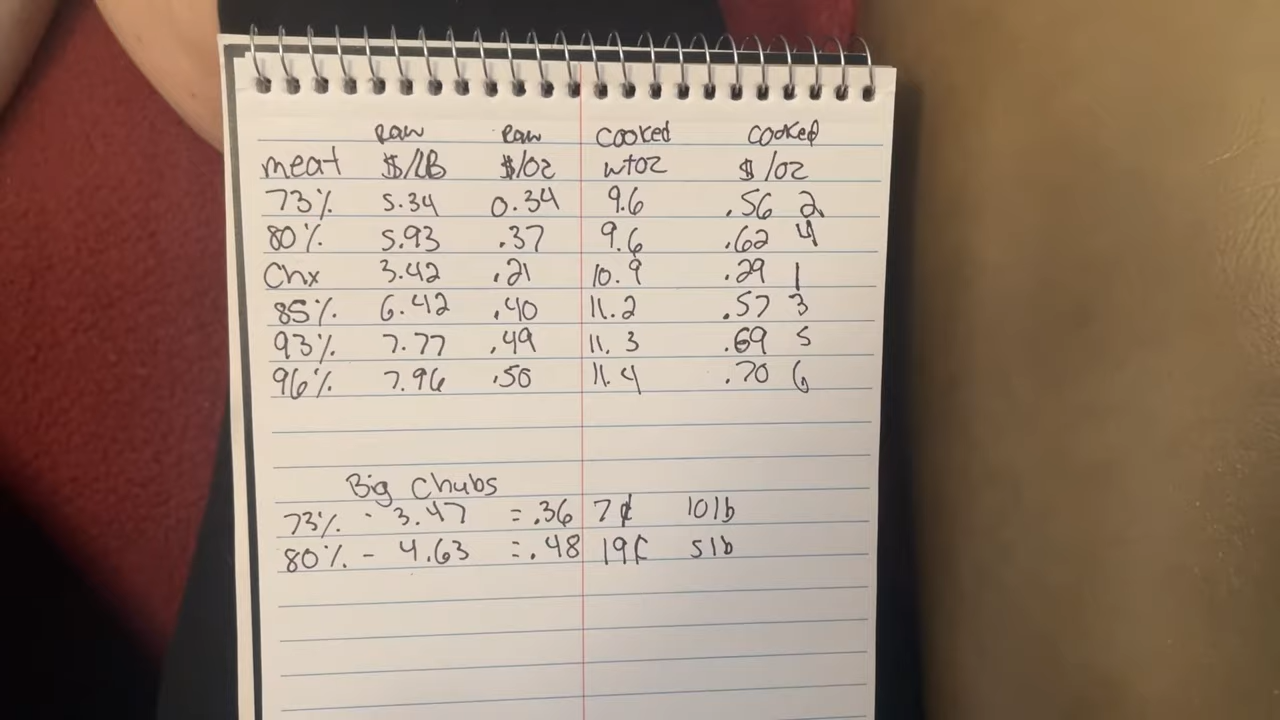 Raw Raw Cooked Cooked
meat $/LB $/oz wtoz $/oz
73% 5.34 0.34 9.6 .56 2
80% 5.93 .37 9.6 .62 4
Chx 3.42 .21 10.9 .29 1
85% 6.42 .40 11.2 .57 3
93% 7.77 .49 11.3 .69 5
96% 7.96 .50 11.4 .70 6
Big Chubs
73% - 3.47 = .36 7¢ 10lb
80% - 4.63 = .48 19¢ 5lb